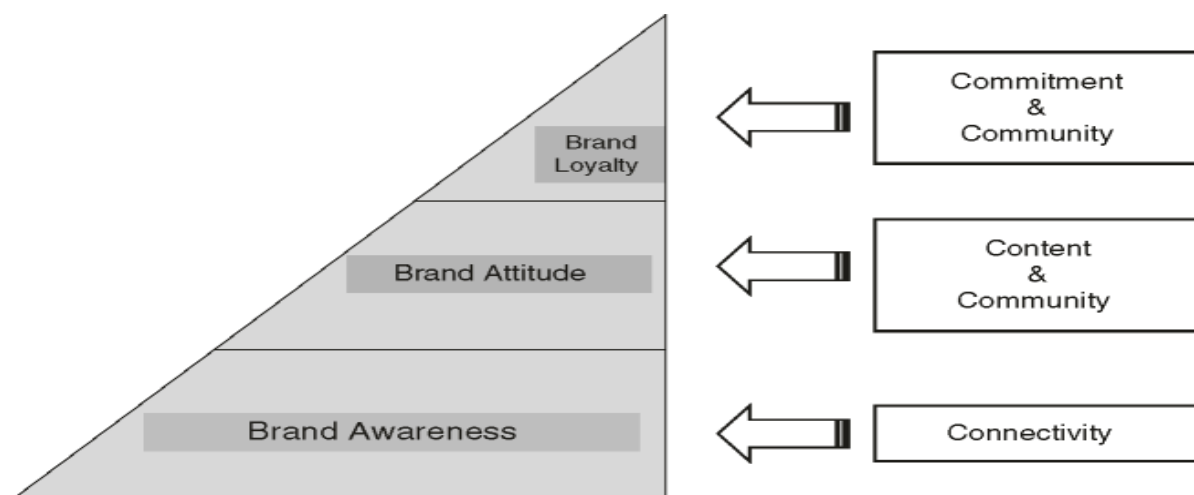 Brand
Loyalty
Commitment
&
Community
Brand Attitude
Content
&
Community
Brand Awareness
Connectivity